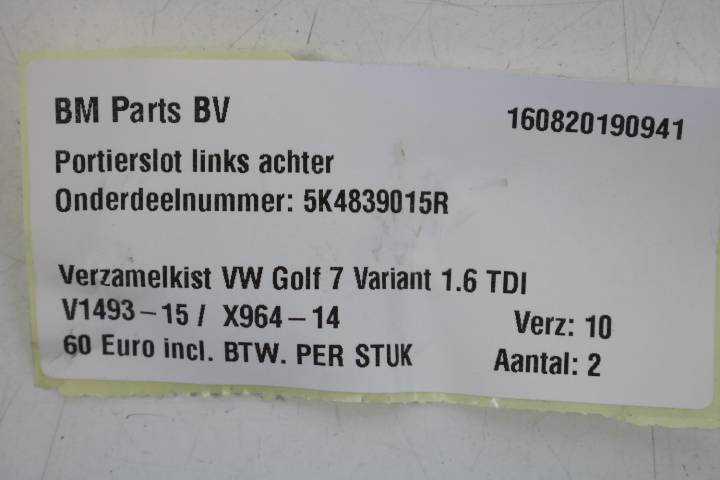 BM Parts BV
160820190941
Portierslot links achter
Onderdeelnummer: 5K4839015R
Verzamelkist VW Golf 7 Variant 1.6 TDI
V1493-15 / X964-14
Verz: 10
60 Euro incl. BTW. PER STUK
Aantal: 2